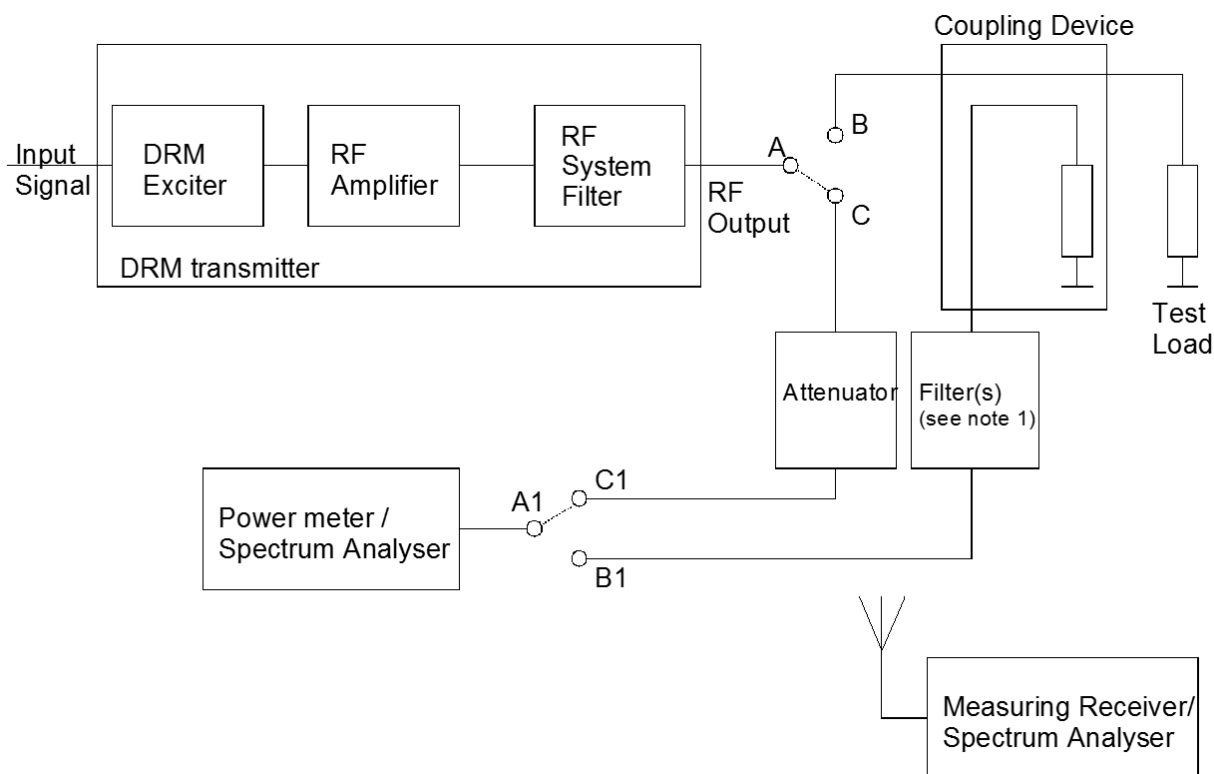 Coupling Device
Input
Signal
DRM
Exciter
RF
Amplifier
RF
System
Filter
RF
Output
DRM transmitter
A
B
C
Test
Load
Attenuator
Filter(s)
(see note 1)
Power meter /
Spectrum Analyser
A1
C1
B1
Measuring Receiver/
Spectrum Analyser